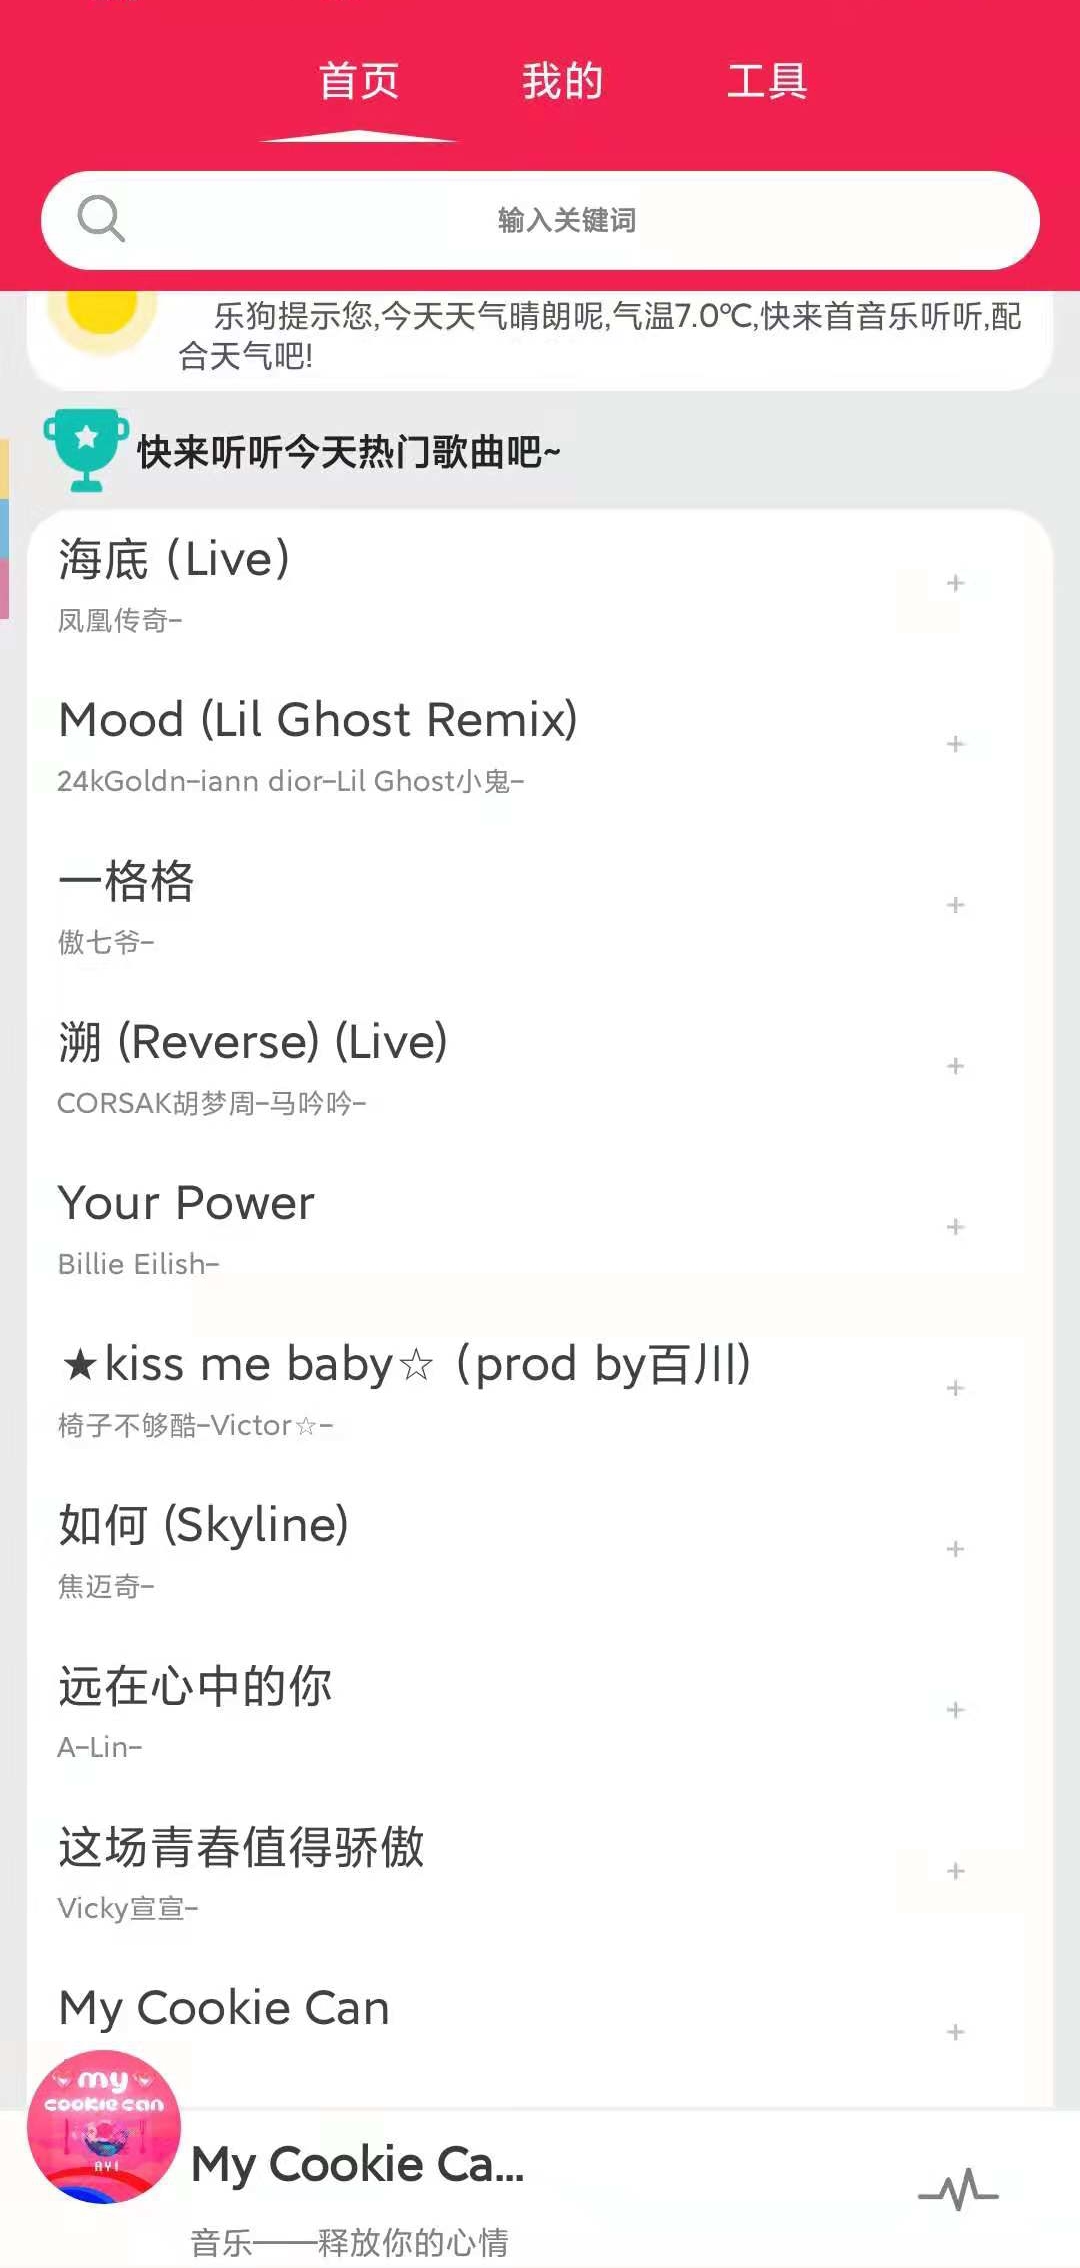 首页 我的 工具
输入关键词
乐狗提示您,今天天气晴朗呢,气温7.0℃,快来首音乐听听,配
合天气吧!
快来听听今天热门歌曲吧~
海底（Live）
凤凰传奇-
Mood (Lil Ghost Remix)
24kGoldn-iann dior-Lil Ghost小鬼-
一格格
傲七爷-
溯 (Reverse) (Live)
CORSAK胡梦周-马吟吟-
Your Power
Billie Eilish-
★kiss me baby☆（prod by百川）
椅子不够酷-Victor☆-
如何 (Skyline)
焦迈奇-
远在心中的你
A-Lin-
这场青春值得骄傲
Vicky宣宣-
My Cookie Can
my
cookie can
AYI
My Cookie Ca...
音乐——释放你的心情